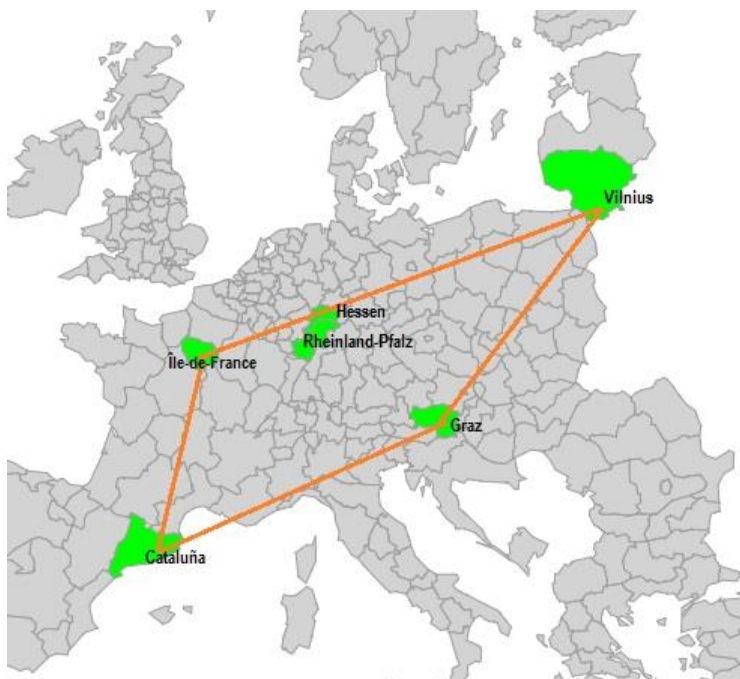 Vilnius
Hessen
Rheinland-Pfalz
Île-de-France
Graz
Cataluña